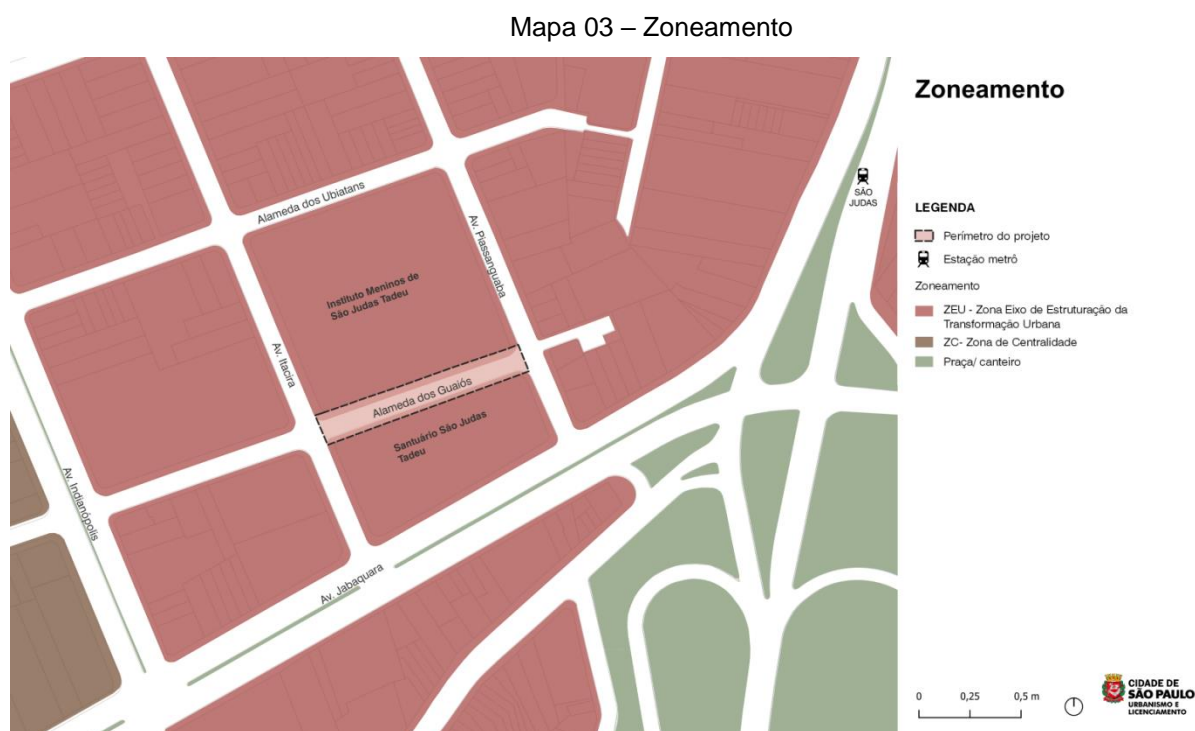 Mapa 03 – Zoneamento
Zoneamento
Alameda dos Ubiatans
Av. Piassanguaba
SÃO
JUDAS
LEGENDA
Perímetro do projeto
Estação metrô
Zoneamento
ZEU - Zona Eixo de Estruturação da
Transformação Urbana
ZC- Zona de Centralidade
Praça/ canteiro
Instituto Meninos de
São Judas Tadeu
Av. Itacira
Alameda dos Guaiós
Santuário São Judas
Tadeu
Av. Indianópolis
Av. Jabaquara
0 0,25 0,5 m
CIDADE DE
SÃO PAULO
URBANISMO E
LICENCIAMENTO